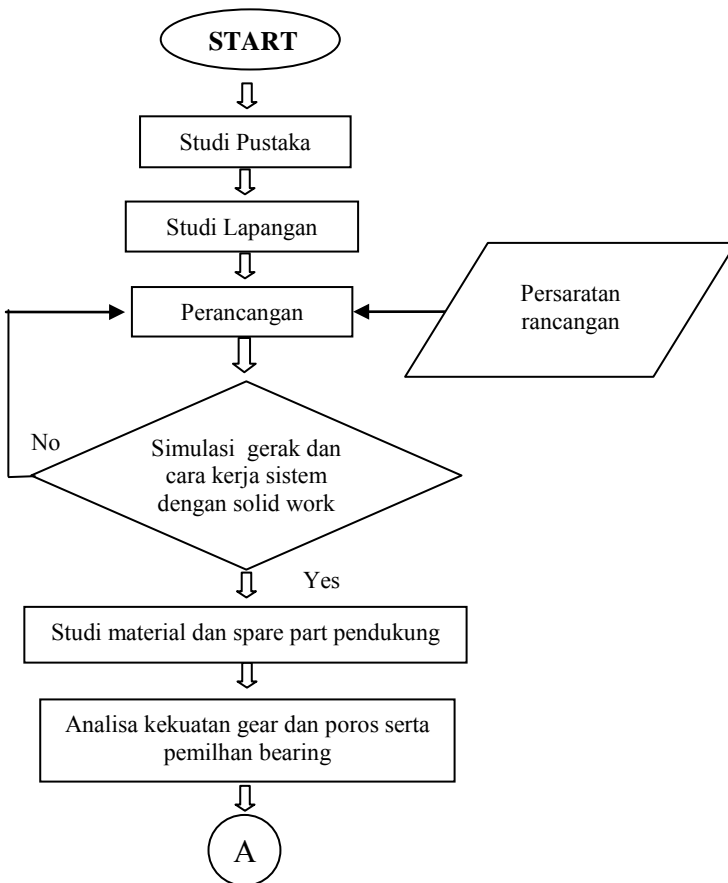 START
Studi Pustaka
Studi Lapangan
Perancangan
Persaratan
rancangan
No
Simulasi gerak dan
cara kerja sistem
dengan solid work
Yes
Studi material dan spare part pendukung
Analisa kekuatan gear dan poros serta
pemilhan bearing
A